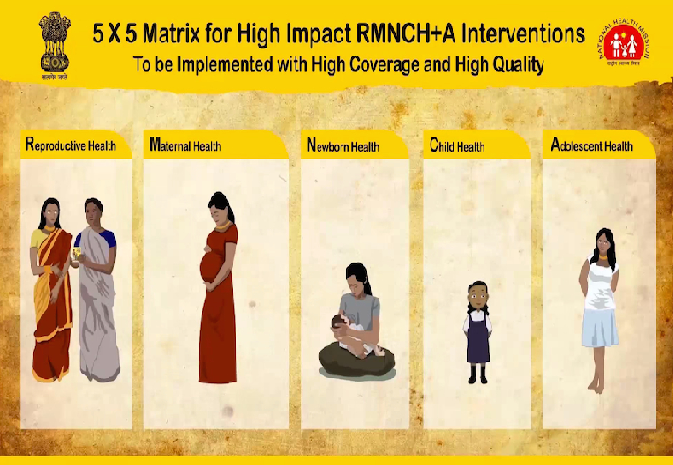 5 X 5 Matrix for High Impact RMNCH+A Interventions
To be Implemented with High Coverage and High Quality
सत्यमेव जयते
NATIONAL HEALTH MISSION
Reproductive Health
Maternal Health
Newborn Health
Child Health
Adolescent Health